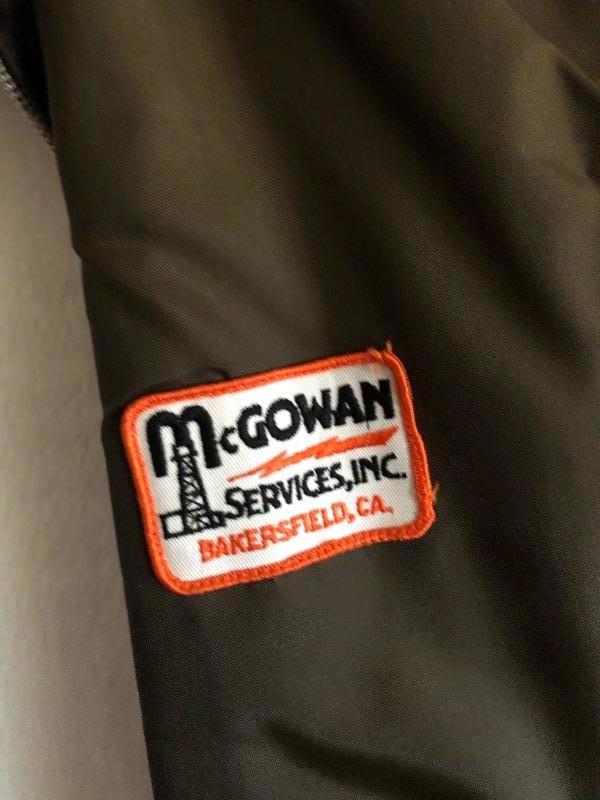 McGOWAN
SERVICES, INC.
BAKERSFIELD, CA.